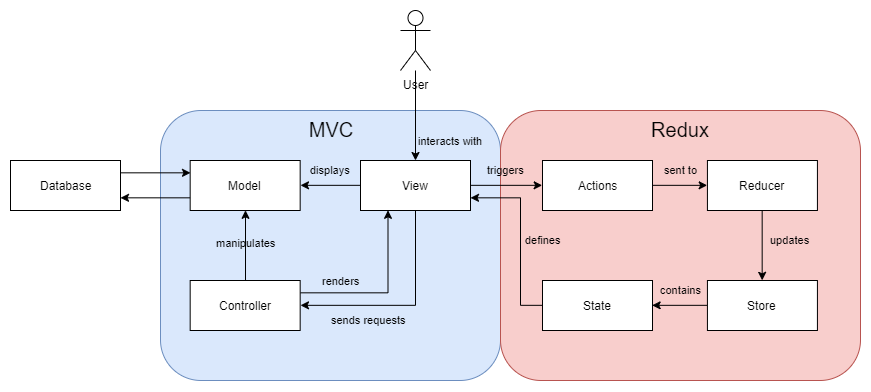 User
MVC
Redux
interacts with
Database
Model
displays
View
triggers
Actions
sent to
Reducer
manipulates
defines
updates
renders
Controller
sends requests
State
contains
Store